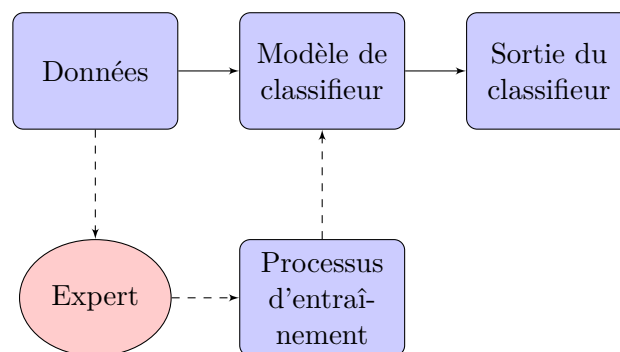 Données
Modèle de
classifieur
Sortie du
classifieur
Expert
Processus
d'entraî-
nement